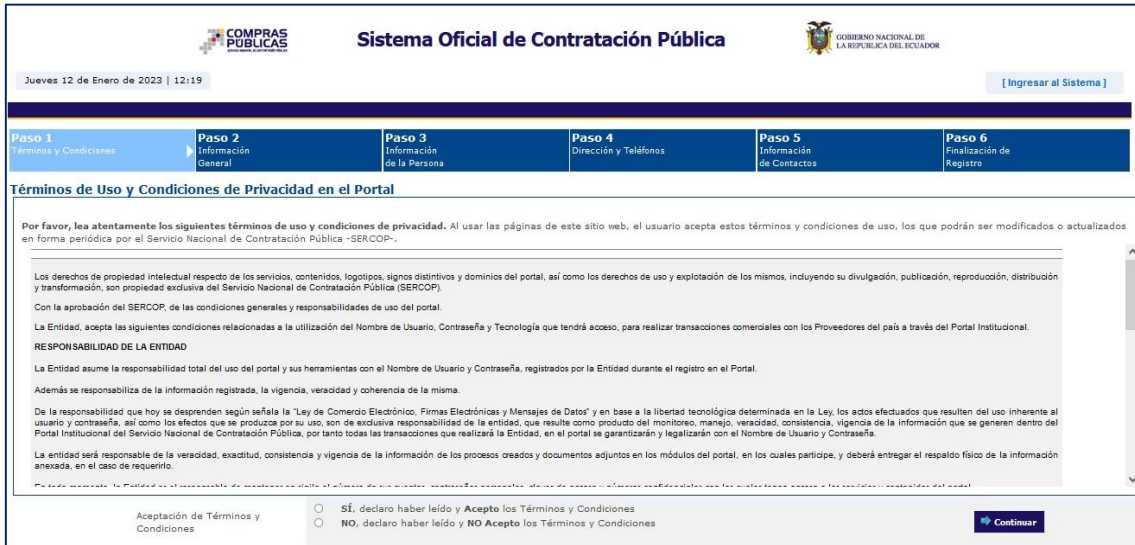 COMPRAS
PÚBLICAS
Sistema Oficial de Contratación Pública
GOBIERNO NACIONAL DE
LA REPUBLICA DEL ECUADOR
Jueves 12 de Enero de 2023 | 12:19
[ Ingresar al Sistema ]
Paso 1
Términos y Condiciones
Paso 2
Información
General
Paso 3
Información
de la Persona
Paso 4
Dirección y Teléfonos
Paso 5
Información
de Contactos
Paso 6
Finalización de
Registro
Términos de Uso y Condiciones de Privacidad en el Portal
Por favor, lea atentamente los siguientes términos de uso y condiciones de privacidad. Al usar las páginas de este sitio web, el usuario acepta estos términos y condiciones de uso, los que podrán ser modificados o actualizados
en forma periódica por el Servicio Nacional de Contratación Pública -SERCOP-.
Los derechos de propiedad intelectual respecto de los servicios, contenidos, logotipos, signos distintivos y dominios del portal, así como los derechos de uso y explotación de los mismos, incluyendo su divulgación, publicación, reproducción, distribución
y transformación, son propiedad exclusiva del Servicio Nacional de Contratación Pública (SERCOP).
Con la aprobación del SERCOP, de las condiciones generales y responsabilidades de uso del portal.
La Entidad, acepta las siguientes condiciones relacionadas a la utilización del Nombre de Usuario, Contraseña y Tecnología que tendrá acceso, para realizar transacciones comerciales con los Proveedores del país a través del Portal Institucional.
RESPONSABILIDAD DE LA ENTIDAD
La Entidad asume la responsabilidad total del uso del portal y sus herramientas con el Nombre de Usuario y Contraseña, registrados por la Entidad durante el registro en el Portal.
Además se responsabiliza de la información registrada, la vigencia, veracidad y coherencia de la misma.
De la responsabilidad que hoy se desprenden según señala la "Ley de Comercio Electrónico, Firmas Electrónicas y Mensajes de Datos" y en base a la libertad tecnológica determinada en la Ley, los actos efectuados que resulten del uso inherente al
usuario y contraseña, así como los efectos que se produzca por su uso, son de exclusiva responsabilidad de la entidad, que resulte como producto del monitoreo, manejo, veracidad, consistencia, vigencia de la información que se generen dentro del
Portal Institucional del Servicio Nacional de Contratación Pública, por tanto todas las transacciones que realizará la Entidad, en el portal se garantizarán y legalizarán con el Nombre de Usuario y Contraseña.
La entidad será responsable de la veracidad, exactitud, consistencia y vigencia de la información de los procesos creados y documentos adjuntos en los módulos del portal, en los cuales participe, y deberá entregar el respaldo físico de la información
anexada, en el caso de requerirlo.
Aceptación de Términos y
Condiciones
SÍ, declaro haber leído y Acepto los Términos y Condiciones
NO, declaro haber leído y NO Acepto los Términos y Condiciones
Continuar